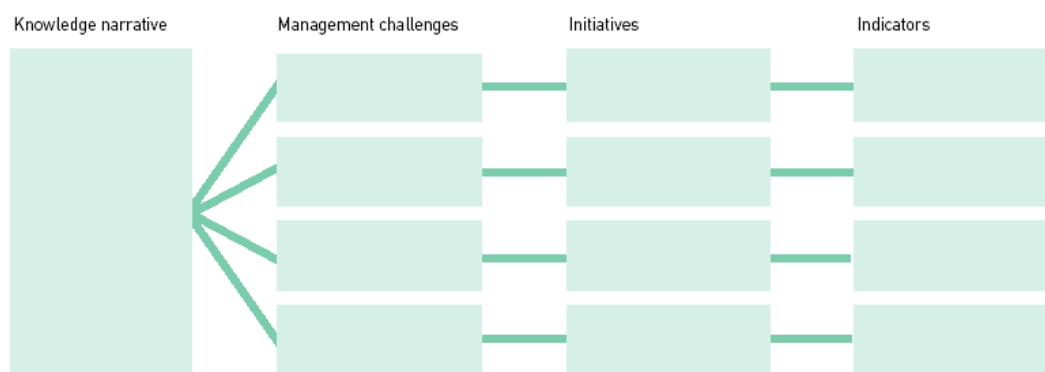 Knowledge narrative
Management challenges
Initiatives
Indicators